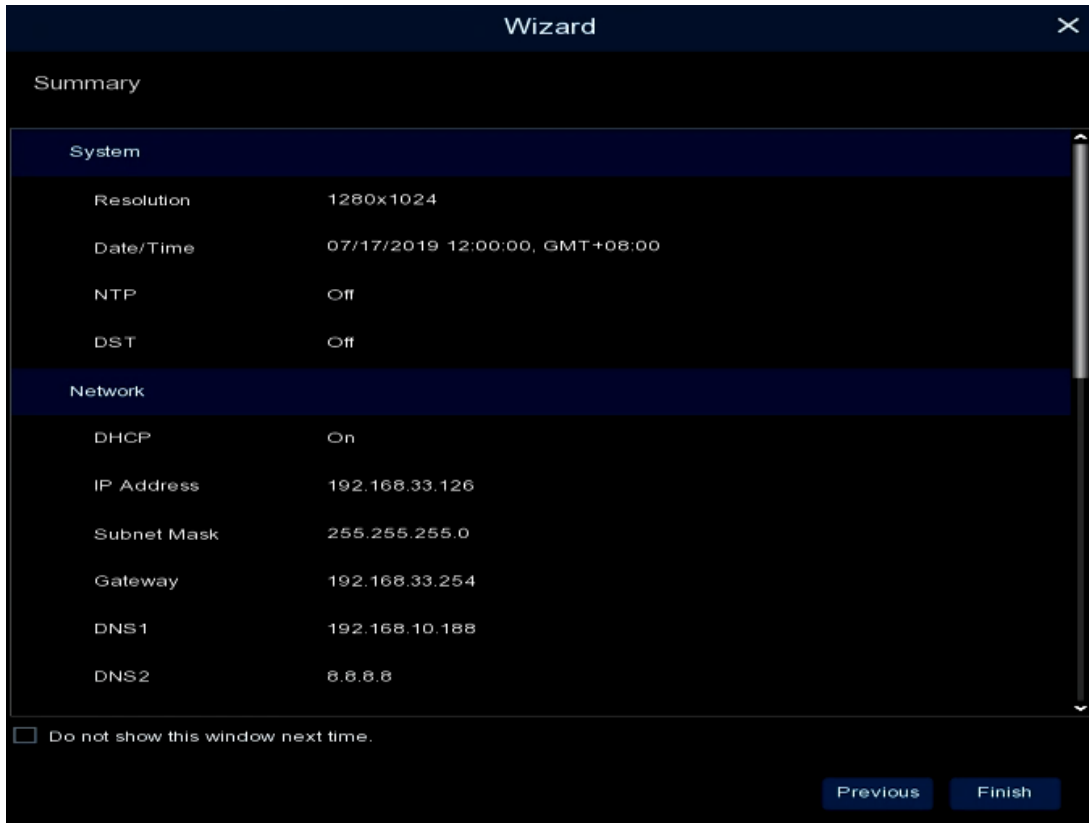 Wizard
Summary
System
Resolution 1280x1024
Date/Time 07/17/2019 12:00:00, GMT+08:00
NTP Off
DST Off
Network
DHCP On
IP Address 192.168.33.126
Subnet Mask 255.255.255.0
Gateway 192.168.33.254
DNS1 192.168.10.188
DNS2 8.8.8.8
Do not show this window next time.
Previous Finish